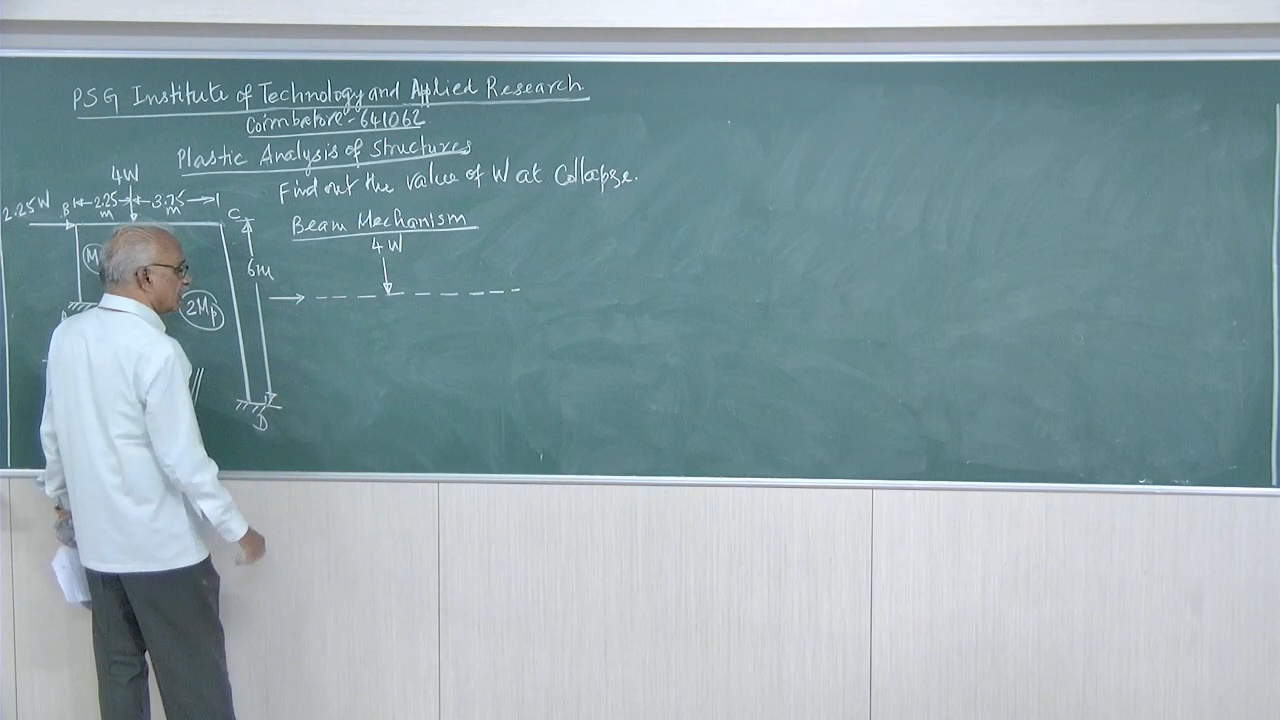 PSG Institute of Technology and Applied Research
Coimbatore-641062
Plastic Analysis of Structures
Find out the value of W at Collapse.
4W
2.25W
B 2.25 m 3.75 m C
Beam Mechanism
4W
6m
M
2Mp
D